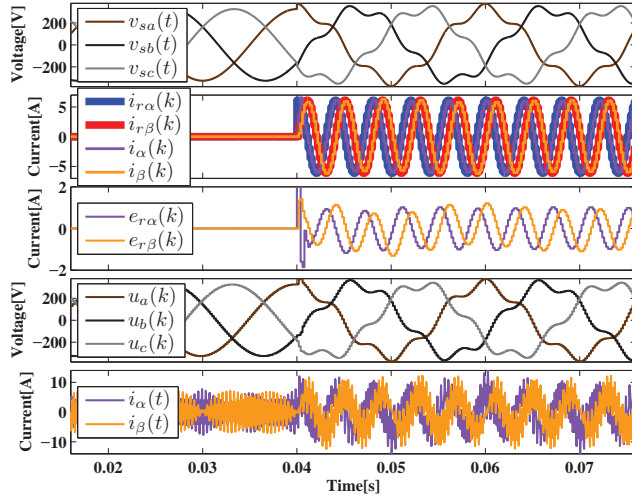 Voltage[V]
200
0
−200
v_{sa}(t)
v_{sb}(t)
v_{sc}(t)
Current[A]
5
0
−5
i_{rα}(k)
i_{rβ}(k)
i_α(k)
i_β(k)
Current[A]
2
0
−2
e_{rα}(k)
e_{rβ}(k)
Voltage[V]
200
0
−200
u_a(k)
u_b(k)
u_c(k)
Current[A]
10
0
−10
i_α(t)
i_β(t)
0.02 0.03 0.04 0.05 0.06 0.07
Time[s]